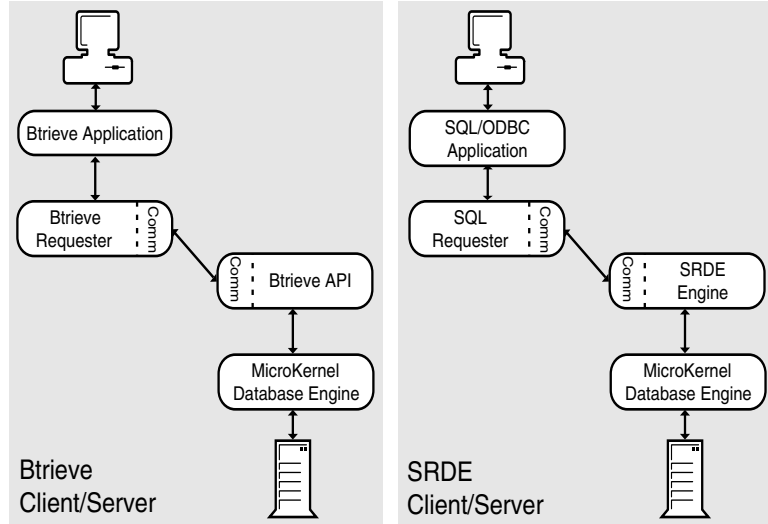 Btrieve Application
Btrieve
Requester
Comm
Comm
Btrieve API
MicroKernel
Database Engine
Btrieve
Client/Server
SQL/ODBC
Application
SQL
Requester
Comm
Comm
SRDE
Engine
MicroKernel
Database Engine
SRDE
Client/Server